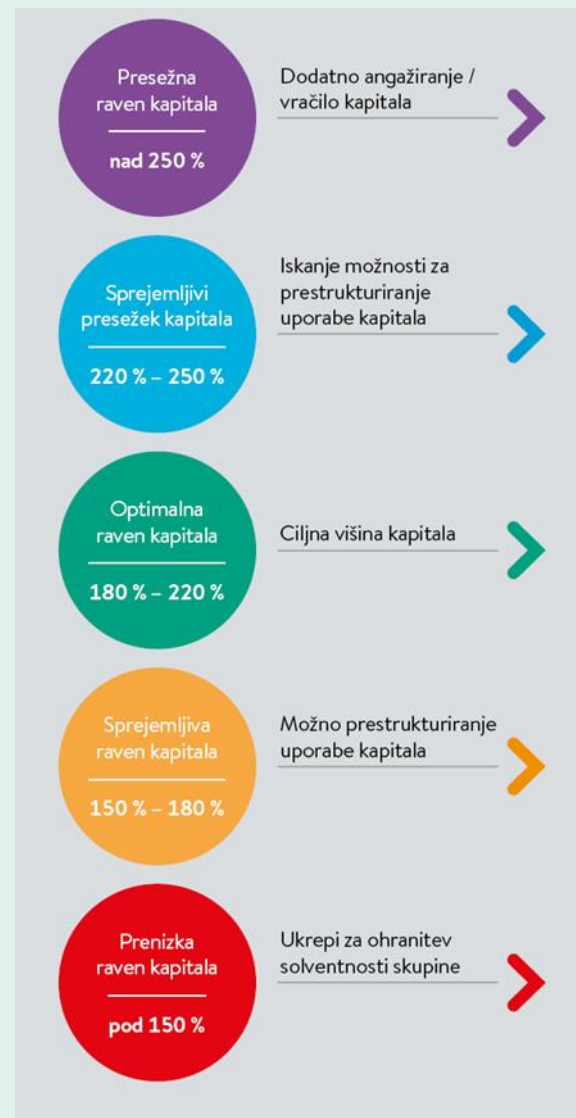 Presežna
raven kapitala
nad 250 %
Dodatno angažiranje /
vračilo kapitala
Sprejemljivi
presežek kapitala
220 % – 250 %
Iskanje možnosti za
prestrukturiranje
uporabe kapitala
Optimalna
raven kapitala
180 % – 220 %
Ciljna višina kapitala
Sprejemljiva
raven kapitala
150 % – 180 %
Možno prestrukturiranje
uporabe kapitala
Prenizka
raven kapitala
pod 150 %
Ukrepi za ohranitev
solventnosti skupine